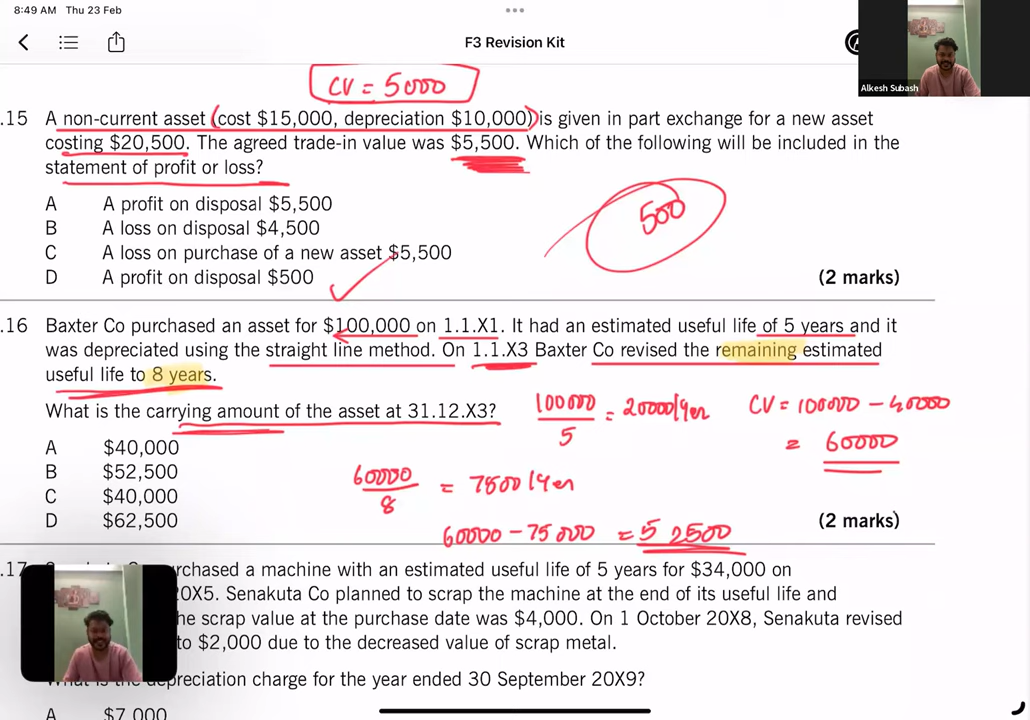 8:49 AM Thu 23 Feb
F3 Revision Kit
Alkesh Subash
CV = 5000
.15 A non-current asset (cost $15,000, depreciation $10,000) is given in part exchange for a new asset
costing $20,500. The agreed trade-in value was $5,500. Which of the following will be included in the
statement of profit or loss?
A A profit on disposal $5,500
B A loss on disposal $4,500
C A loss on purchase of a new asset $5,500
D A profit on disposal $500
500
(2 marks)
.16 Baxter Co purchased an asset for $100,000 on 1.1.X1. It had an estimated useful life of 5 years and it
was depreciated using the straight line method. On 1.1.X3 Baxter Co revised the remaining estimated
useful life to 8 years.
What is the carrying amount of the asset at 31.12.X3?
100000 / 5 = 20000/yer
CV = 100000 - 40000
= 60000
A $40,000
B $52,500
C $40,000
D $62,500
60000 / 8 = 7800/yer
60000 - 75000 = 52500
(2 marks)
.17 rchased a machine with an estimated useful life of 5 years for $34,000 on
0X5. Senakuta Co planned to scrap the machine at the end of its useful life and
he scrap value at the purchase date was $4,000. On 1 October 20X8, Senakuta revised
to $2,000 due to the decreased value of scrap metal.
What is the depreciation charge for the year ended 30 September 20X9?
A $7,000